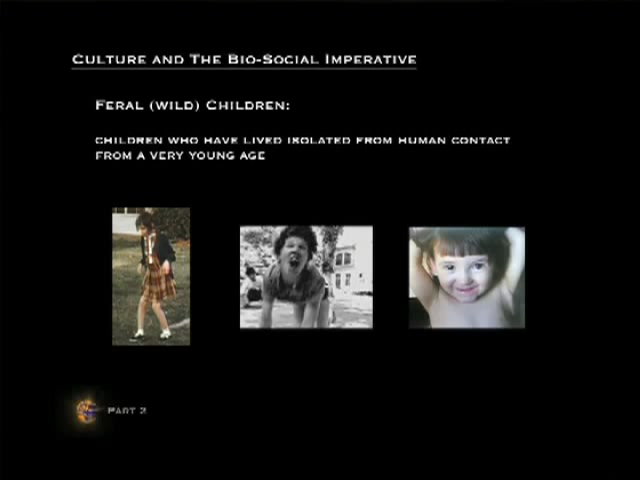 Culture and The Bio-Social Imperative
Feral (wild) Children:
children who have lived isolated from human contact
from a very young age
Part 2